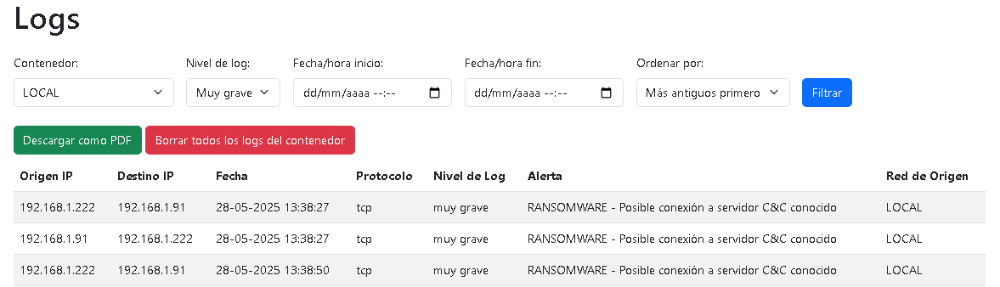 Logs
Contenedor: Nivel de log: Fecha/hora inicio: Fecha/hora fin: Ordenar por:
LOCAL Muy grave dd/mm/aaaa --:-- dd/mm/aaaa --:-- Más antiguos primero Filtrar
Descargar como PDF Borrar todos los logs del contenedor
Origen IP Destino IP Fecha Protocolo Nivel de Log Alerta Red de Origen
192.168.1.222 192.168.1.91 28-05-2025 13:38:27 tcp muy grave RANSOMWARE - Posible conexión a servidor C&C conocido LOCAL
192.168.1.91 192.168.1.222 28-05-2025 13:38:27 tcp muy grave RANSOMWARE - Posible conexión a servidor C&C conocido LOCAL
192.168.1.222 192.168.1.91 28-05-2025 13:38:50 tcp muy grave RANSOMWARE - Posible conexión a servidor C&C conocido LOCAL